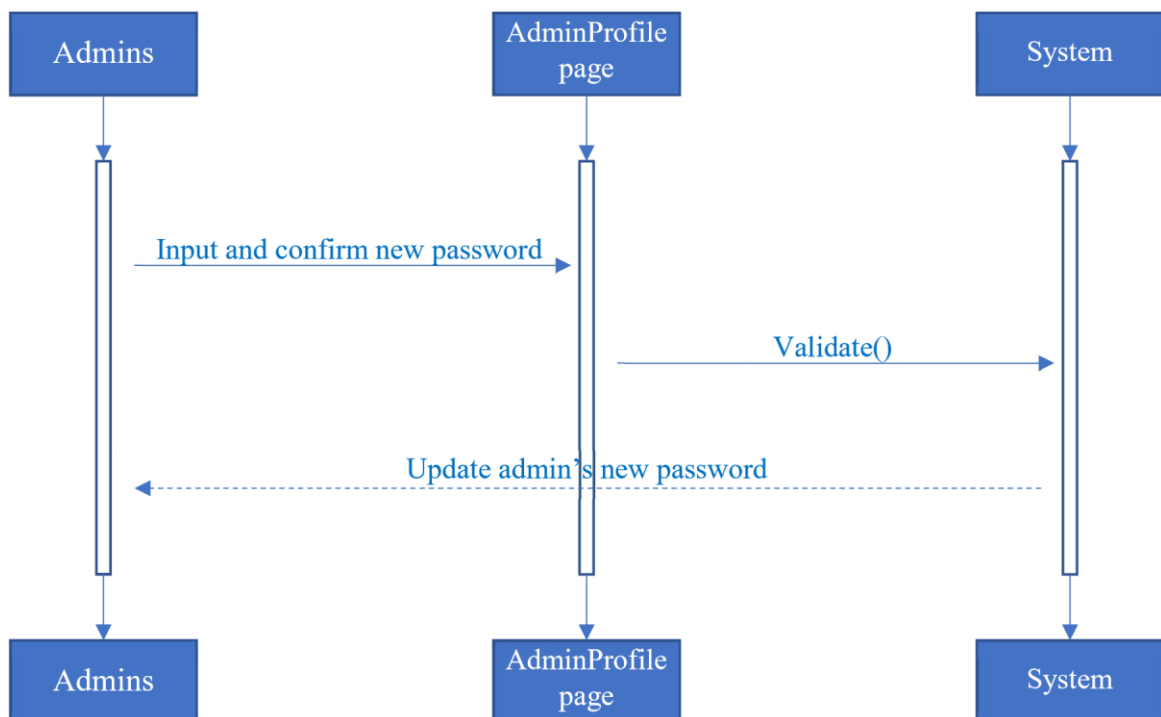 Admins
AdminProfile
page
System
Input and confirm new password
Validate()
Update admin’s new password
Admins
AdminProfile
page
System